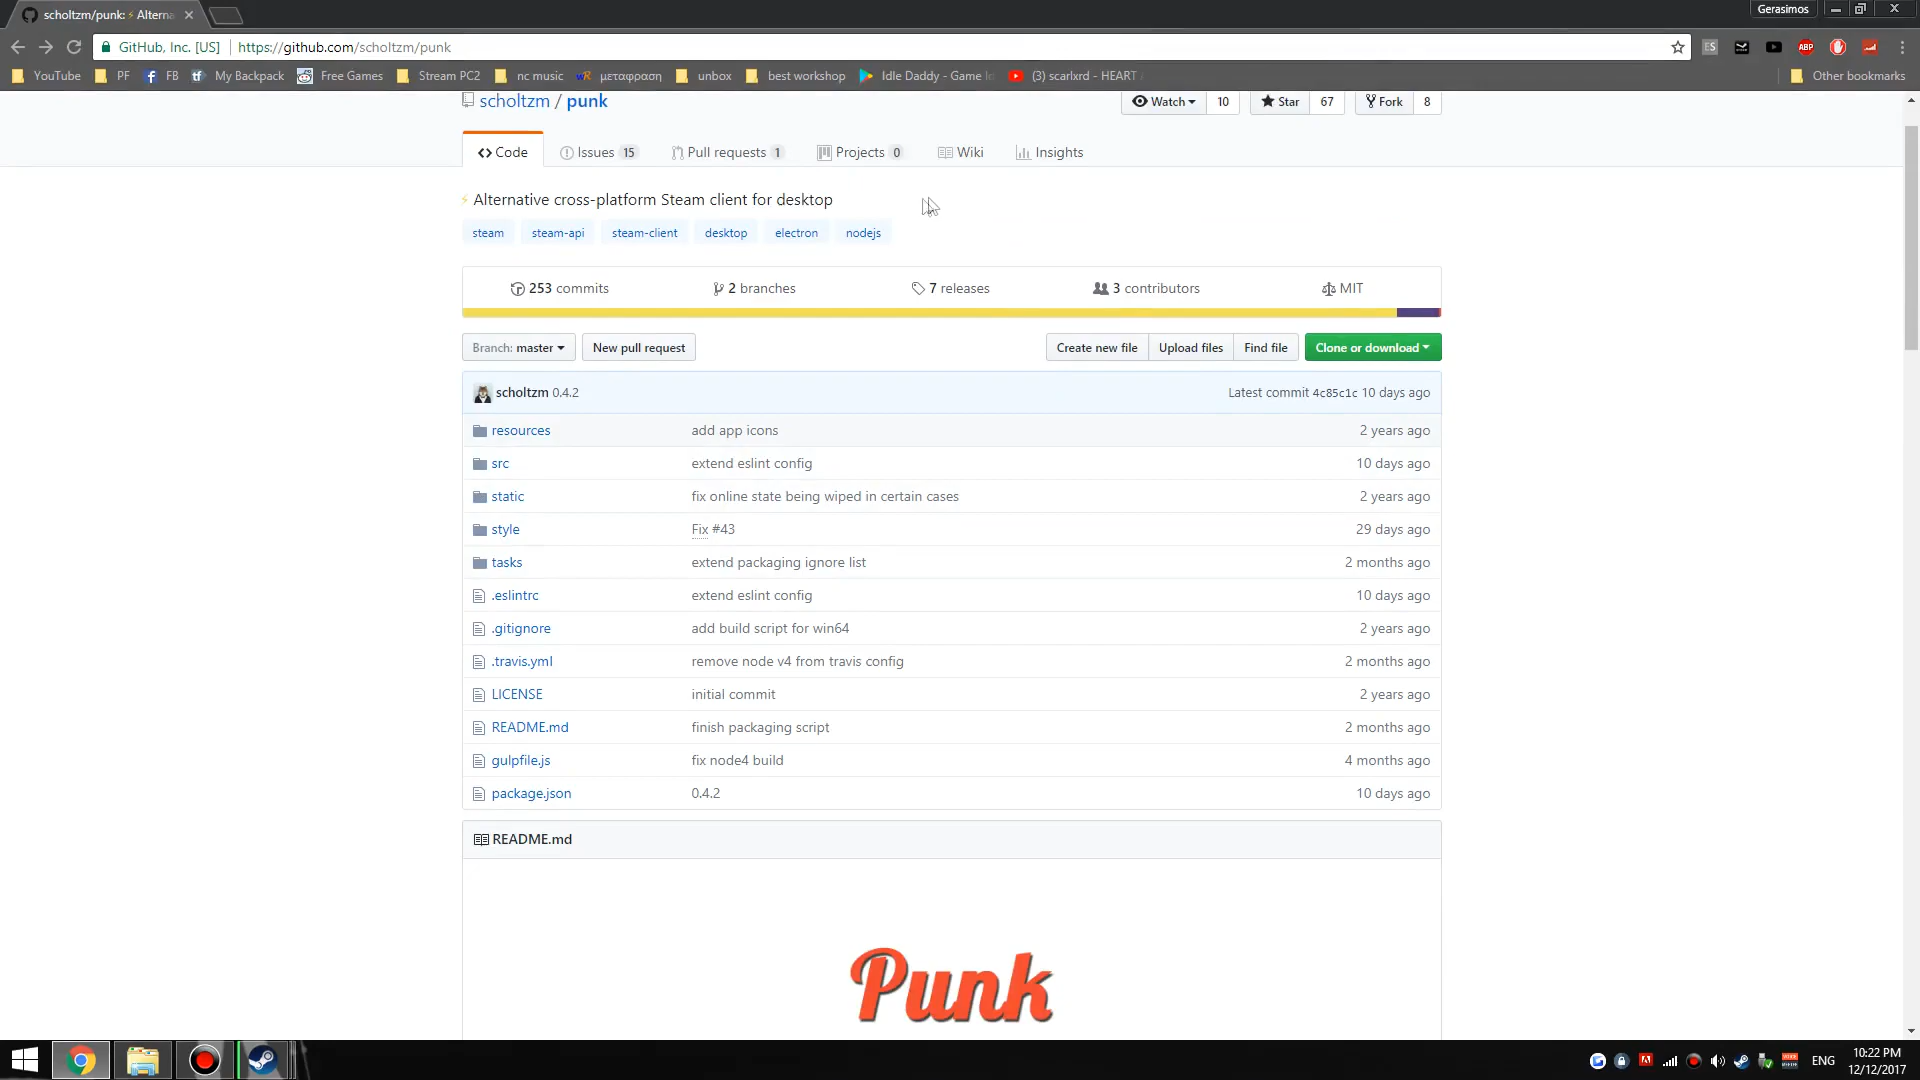 scholtzm/punk: ⚡ Alterna
Gerasimos
GitHub, Inc. [US] https://github.com/scholtzm/punk
ES ABP
YouTube PF FB My Backpack Free Games Stream PC2 nc music μεταφραση unbox best workshop Idle Daddy - Game Id (3) scarlxrd - HEART Other bookmarks
scholtzm / punk Watch 10 Star 67 Fork 8
Code Issues 15 Pull requests 1 Projects 0 Wiki Insights
⚡ Alternative cross-platform Steam client for desktop
steam steam-api steam-client desktop electron nodejs
253 commits 2 branches 7 releases 3 contributors MIT
Branch: master New pull request Create new file Upload files Find file Clone or download
scholtzm 0.4.2 Latest commit 4c85c1c 10 days ago
resources add app icons 2 years ago
src extend eslint config 10 days ago
static fix online state being wiped in certain cases 2 years ago
style Fix #43 29 days ago
tasks extend packaging ignore list 2 months ago
.eslintrc extend eslint config 10 days ago
.gitignore add build script for win64 2 years ago
.travis.yml remove node v4 from travis config 2 months ago
LICENSE initial commit 2 years ago
README.md finish packaging script 2 months ago
gulpfile.js fix node4 build 4 months ago
package.json 0.4.2 10 days ago
README.md
Punk
ENG 10:22 PM
12/12/2017